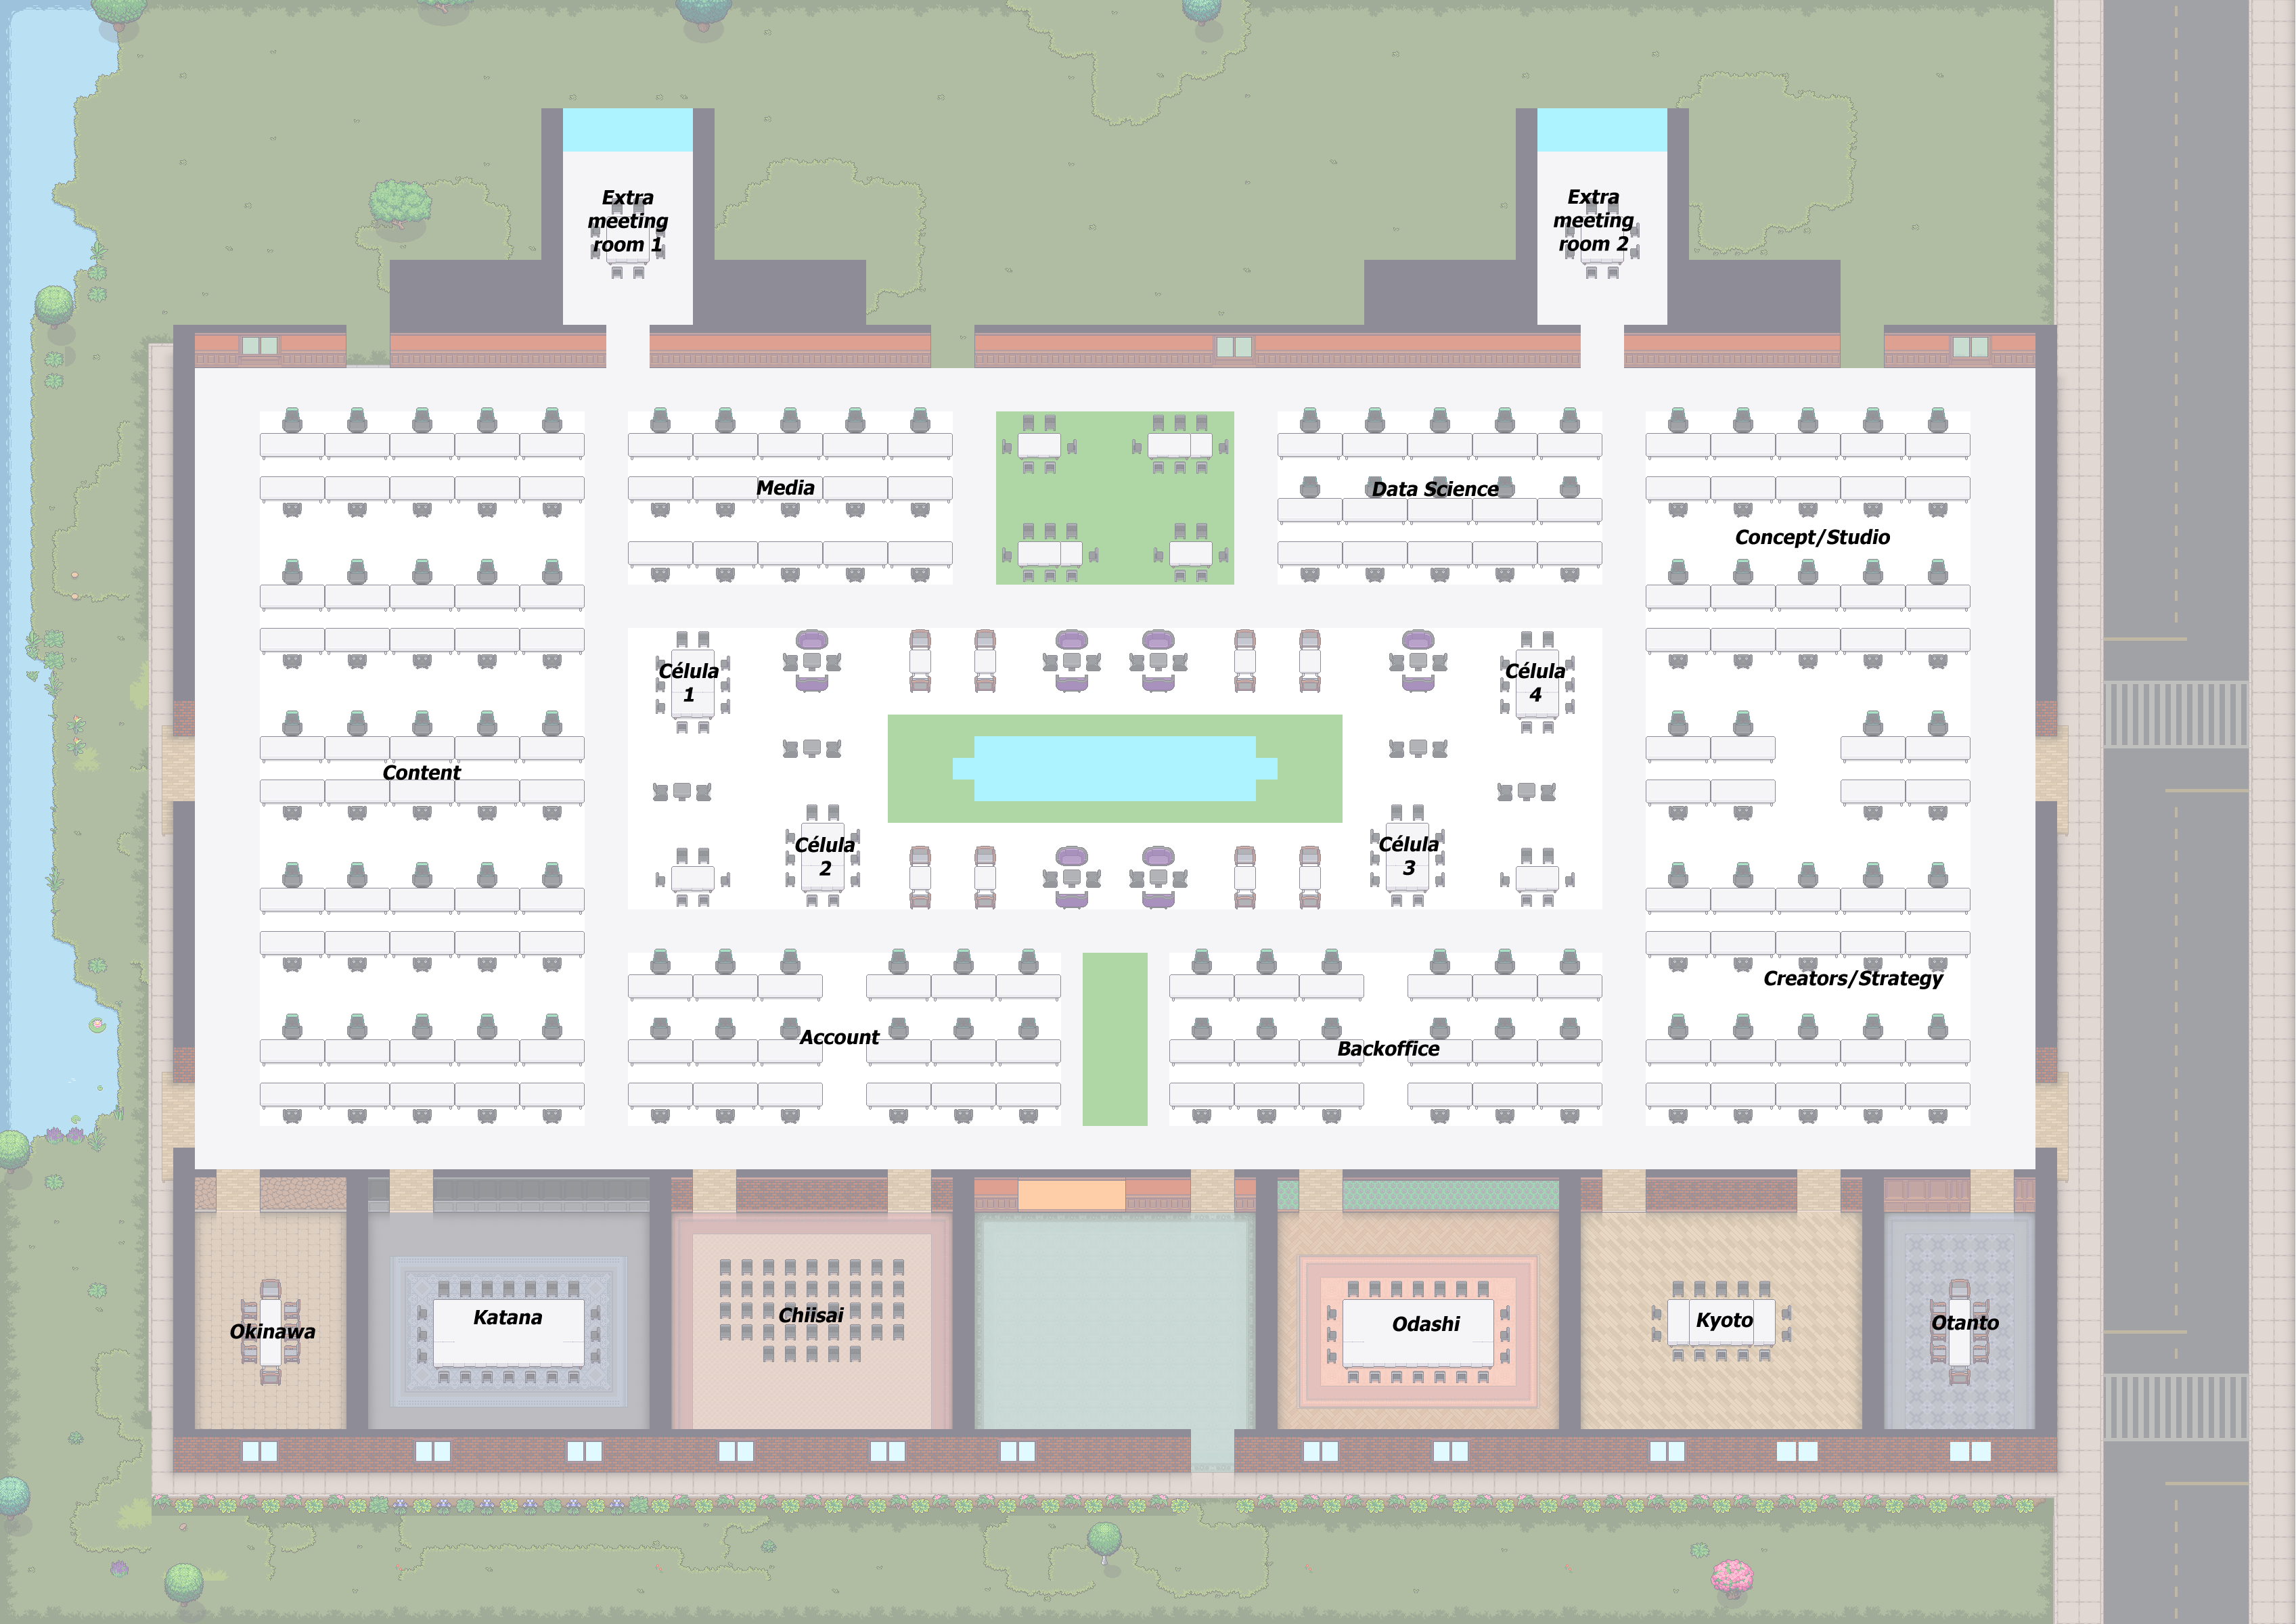 Extra
meeting
room 1
Extra
meeting
room 2
Media
Data Science
Concept/Studio
Célula
1
Célula
4
Content
Célula
2
Célula
3
Creators/Strategy
Account
Backoffice
Okinawa
Katana
Chiisai
Odashi
Kyoto
Otanto